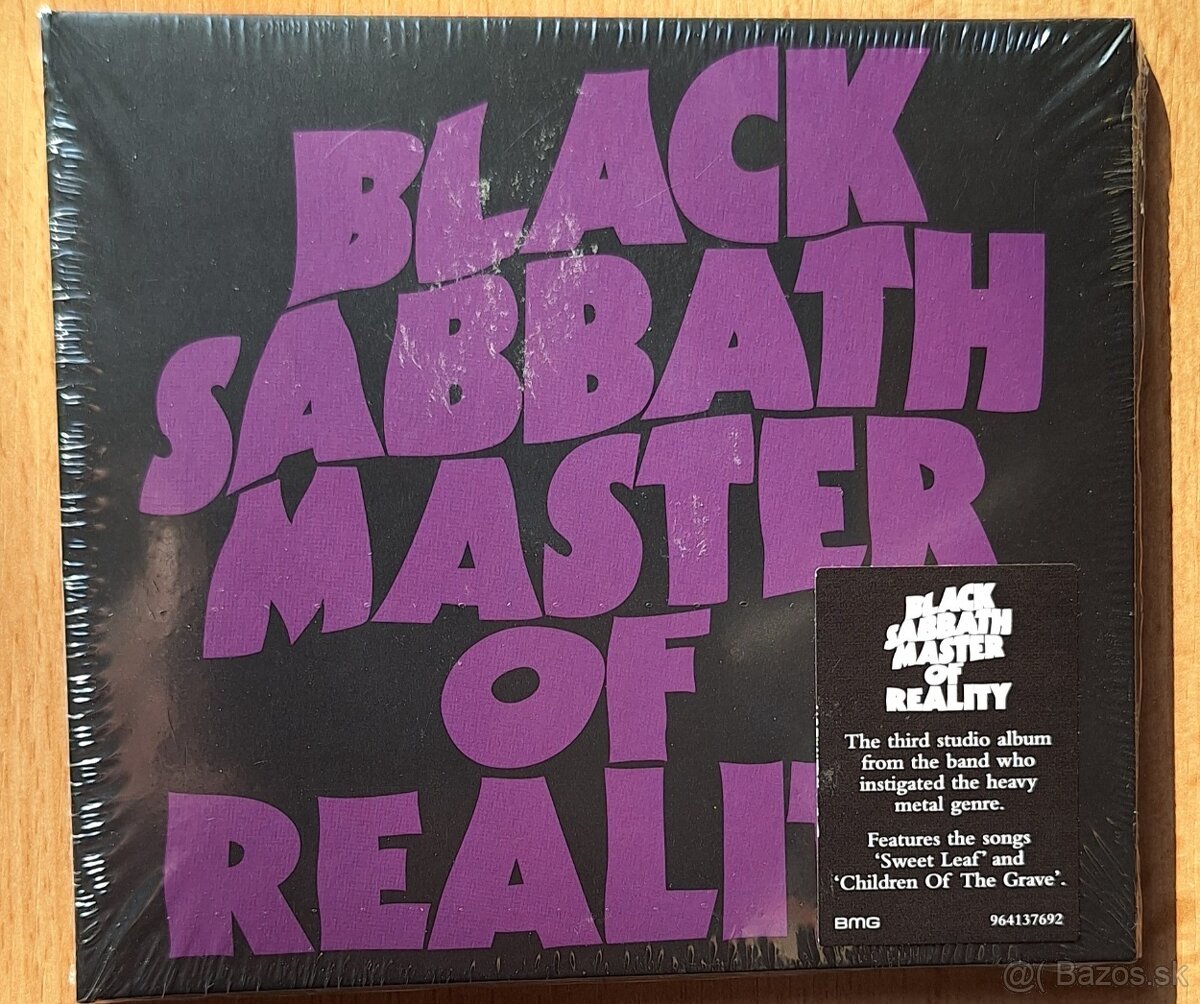 BLACK
SABBATH
MASTER
OF
REALI
BLACK
SABBATH
MASTER
OF
REALITY
The third studio album
from the band who
instigated the heavy
metal genre.
Features the songs
‘Sweet Leaf’ and
‘Children Of The Grave’.
BMG 964137692
@( Bazos.sk